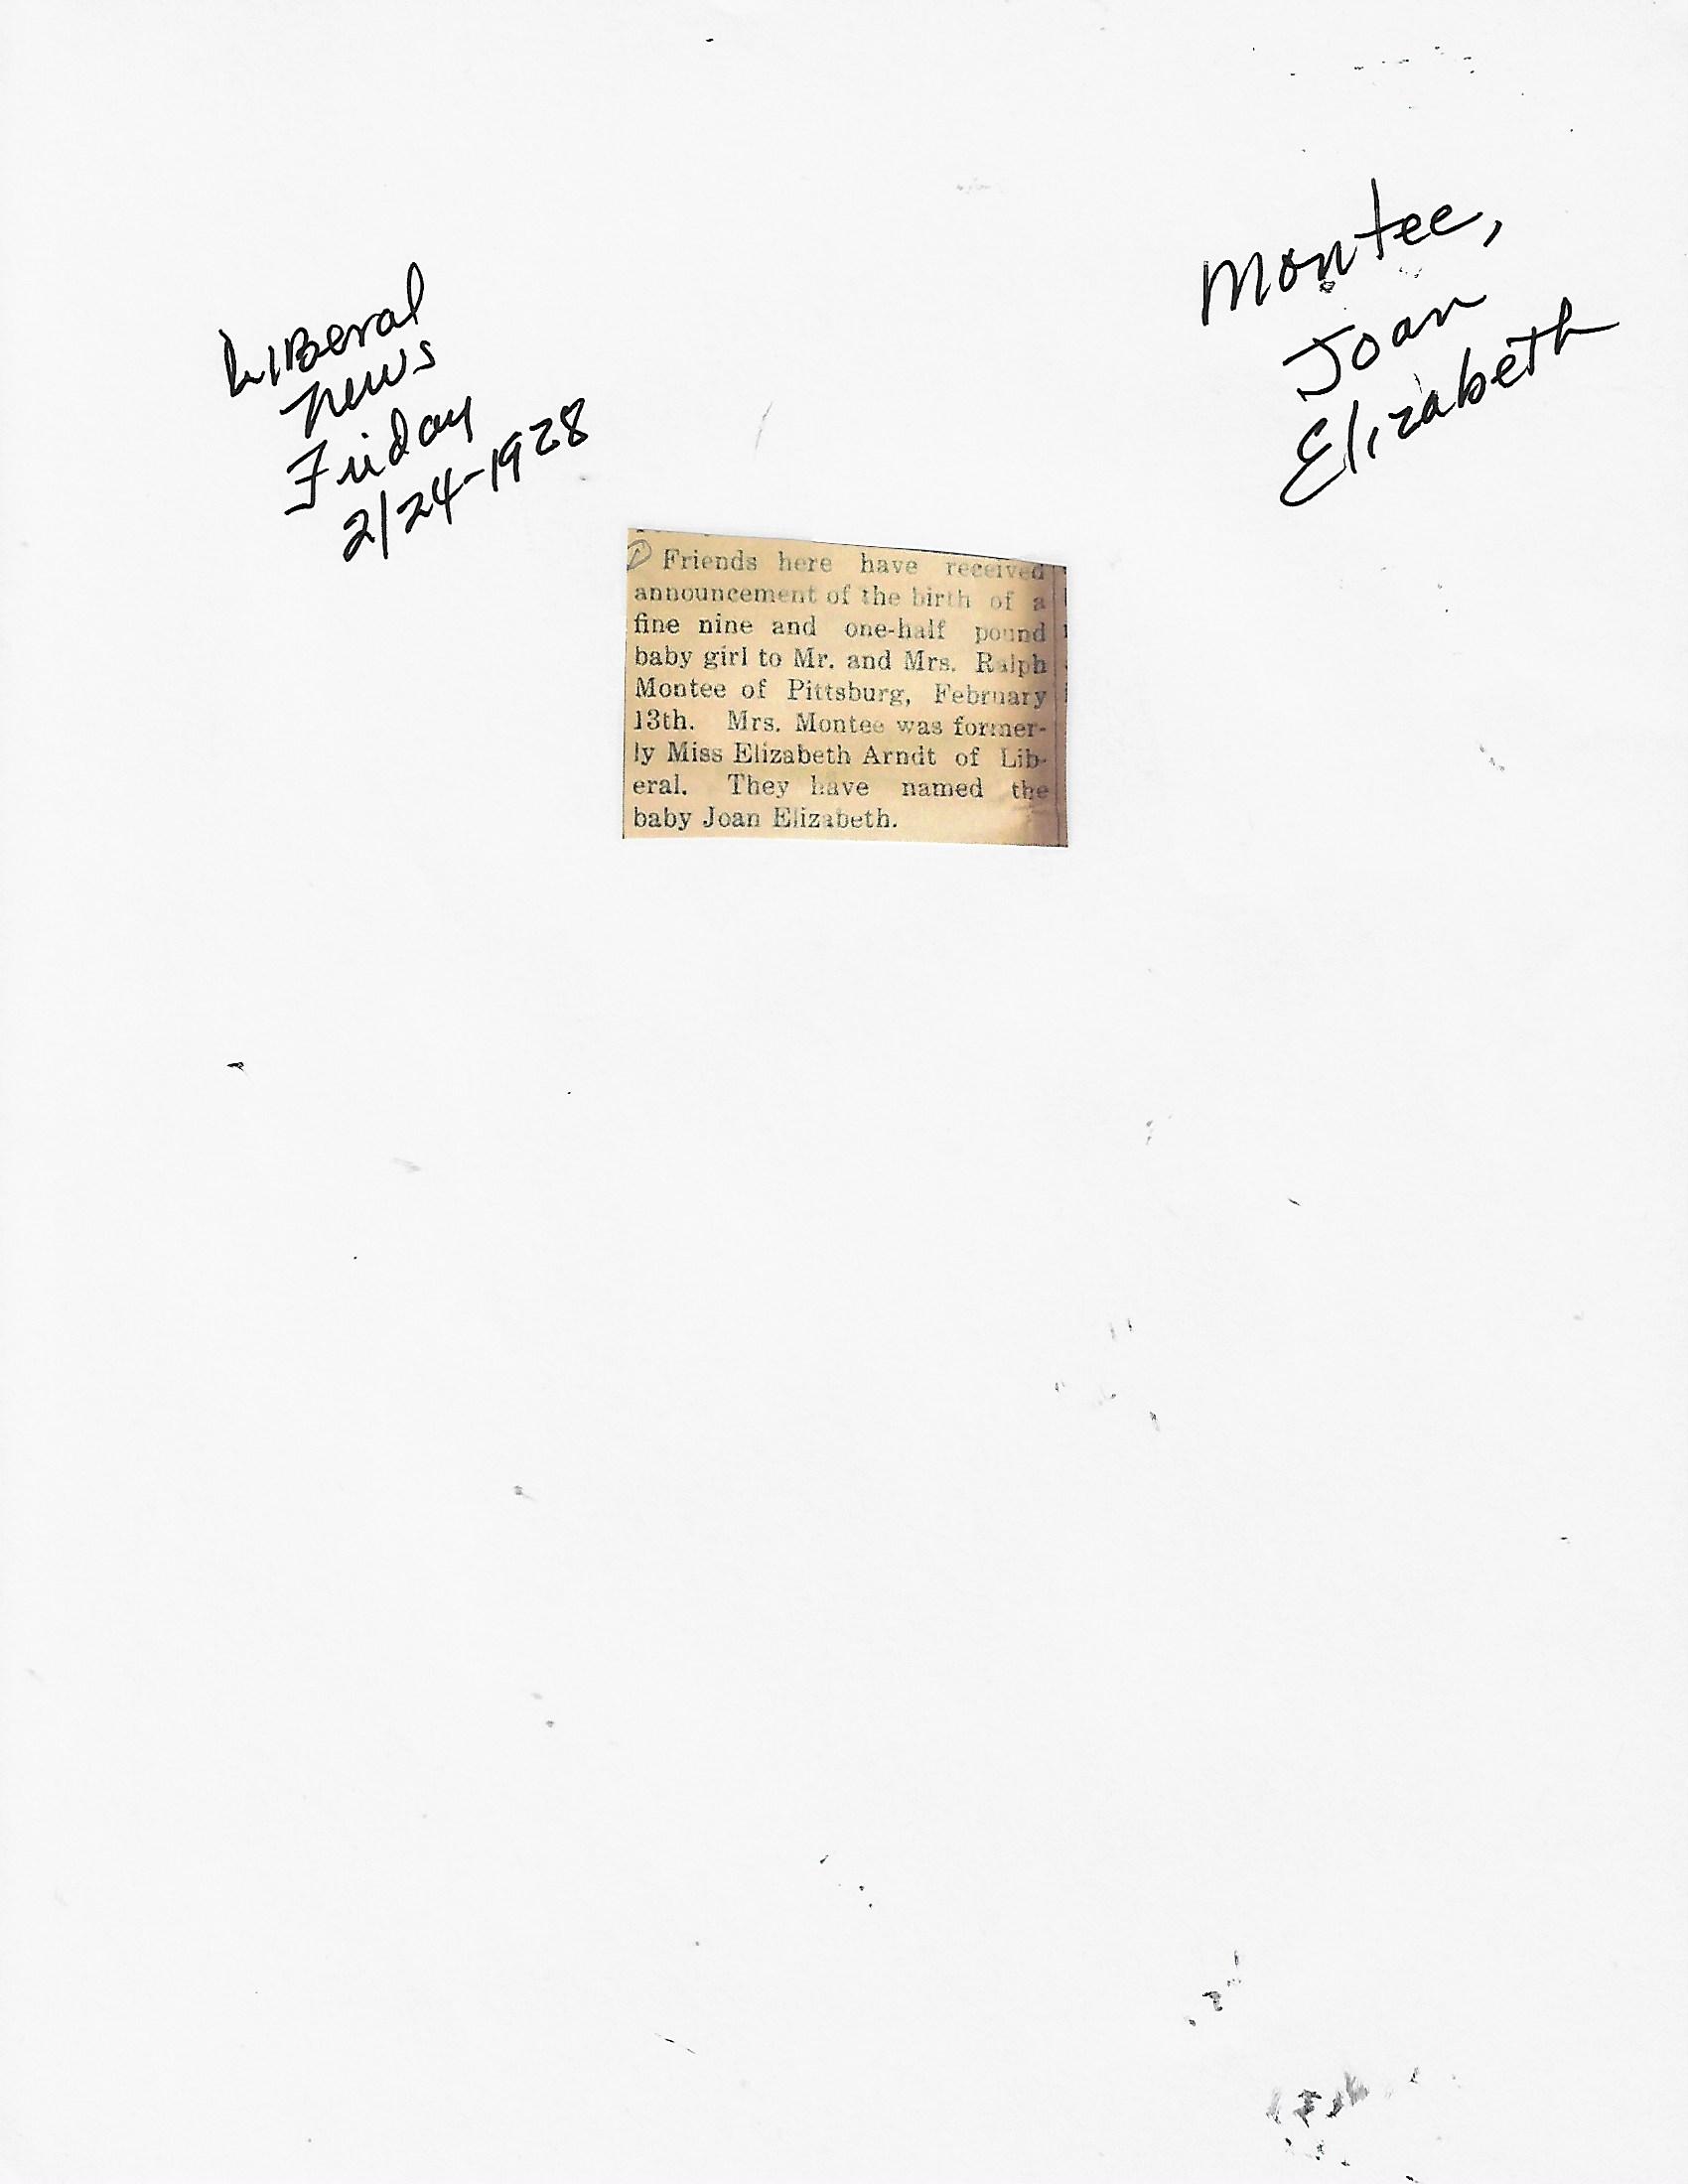 Liberal
News
Friday
2/24-1928
Montee,
Joan
Elizabeth
Friends here have received
announcement of the birth of a
fine nine and one-half pound
baby girl to Mr. and Mrs. Ralph
Montee of Pittsburg, February
13th. Mrs. Montee was former-
ly Miss Elizabeth Arndt of Lib-
eral. They have named the
baby Joan Elizabeth.